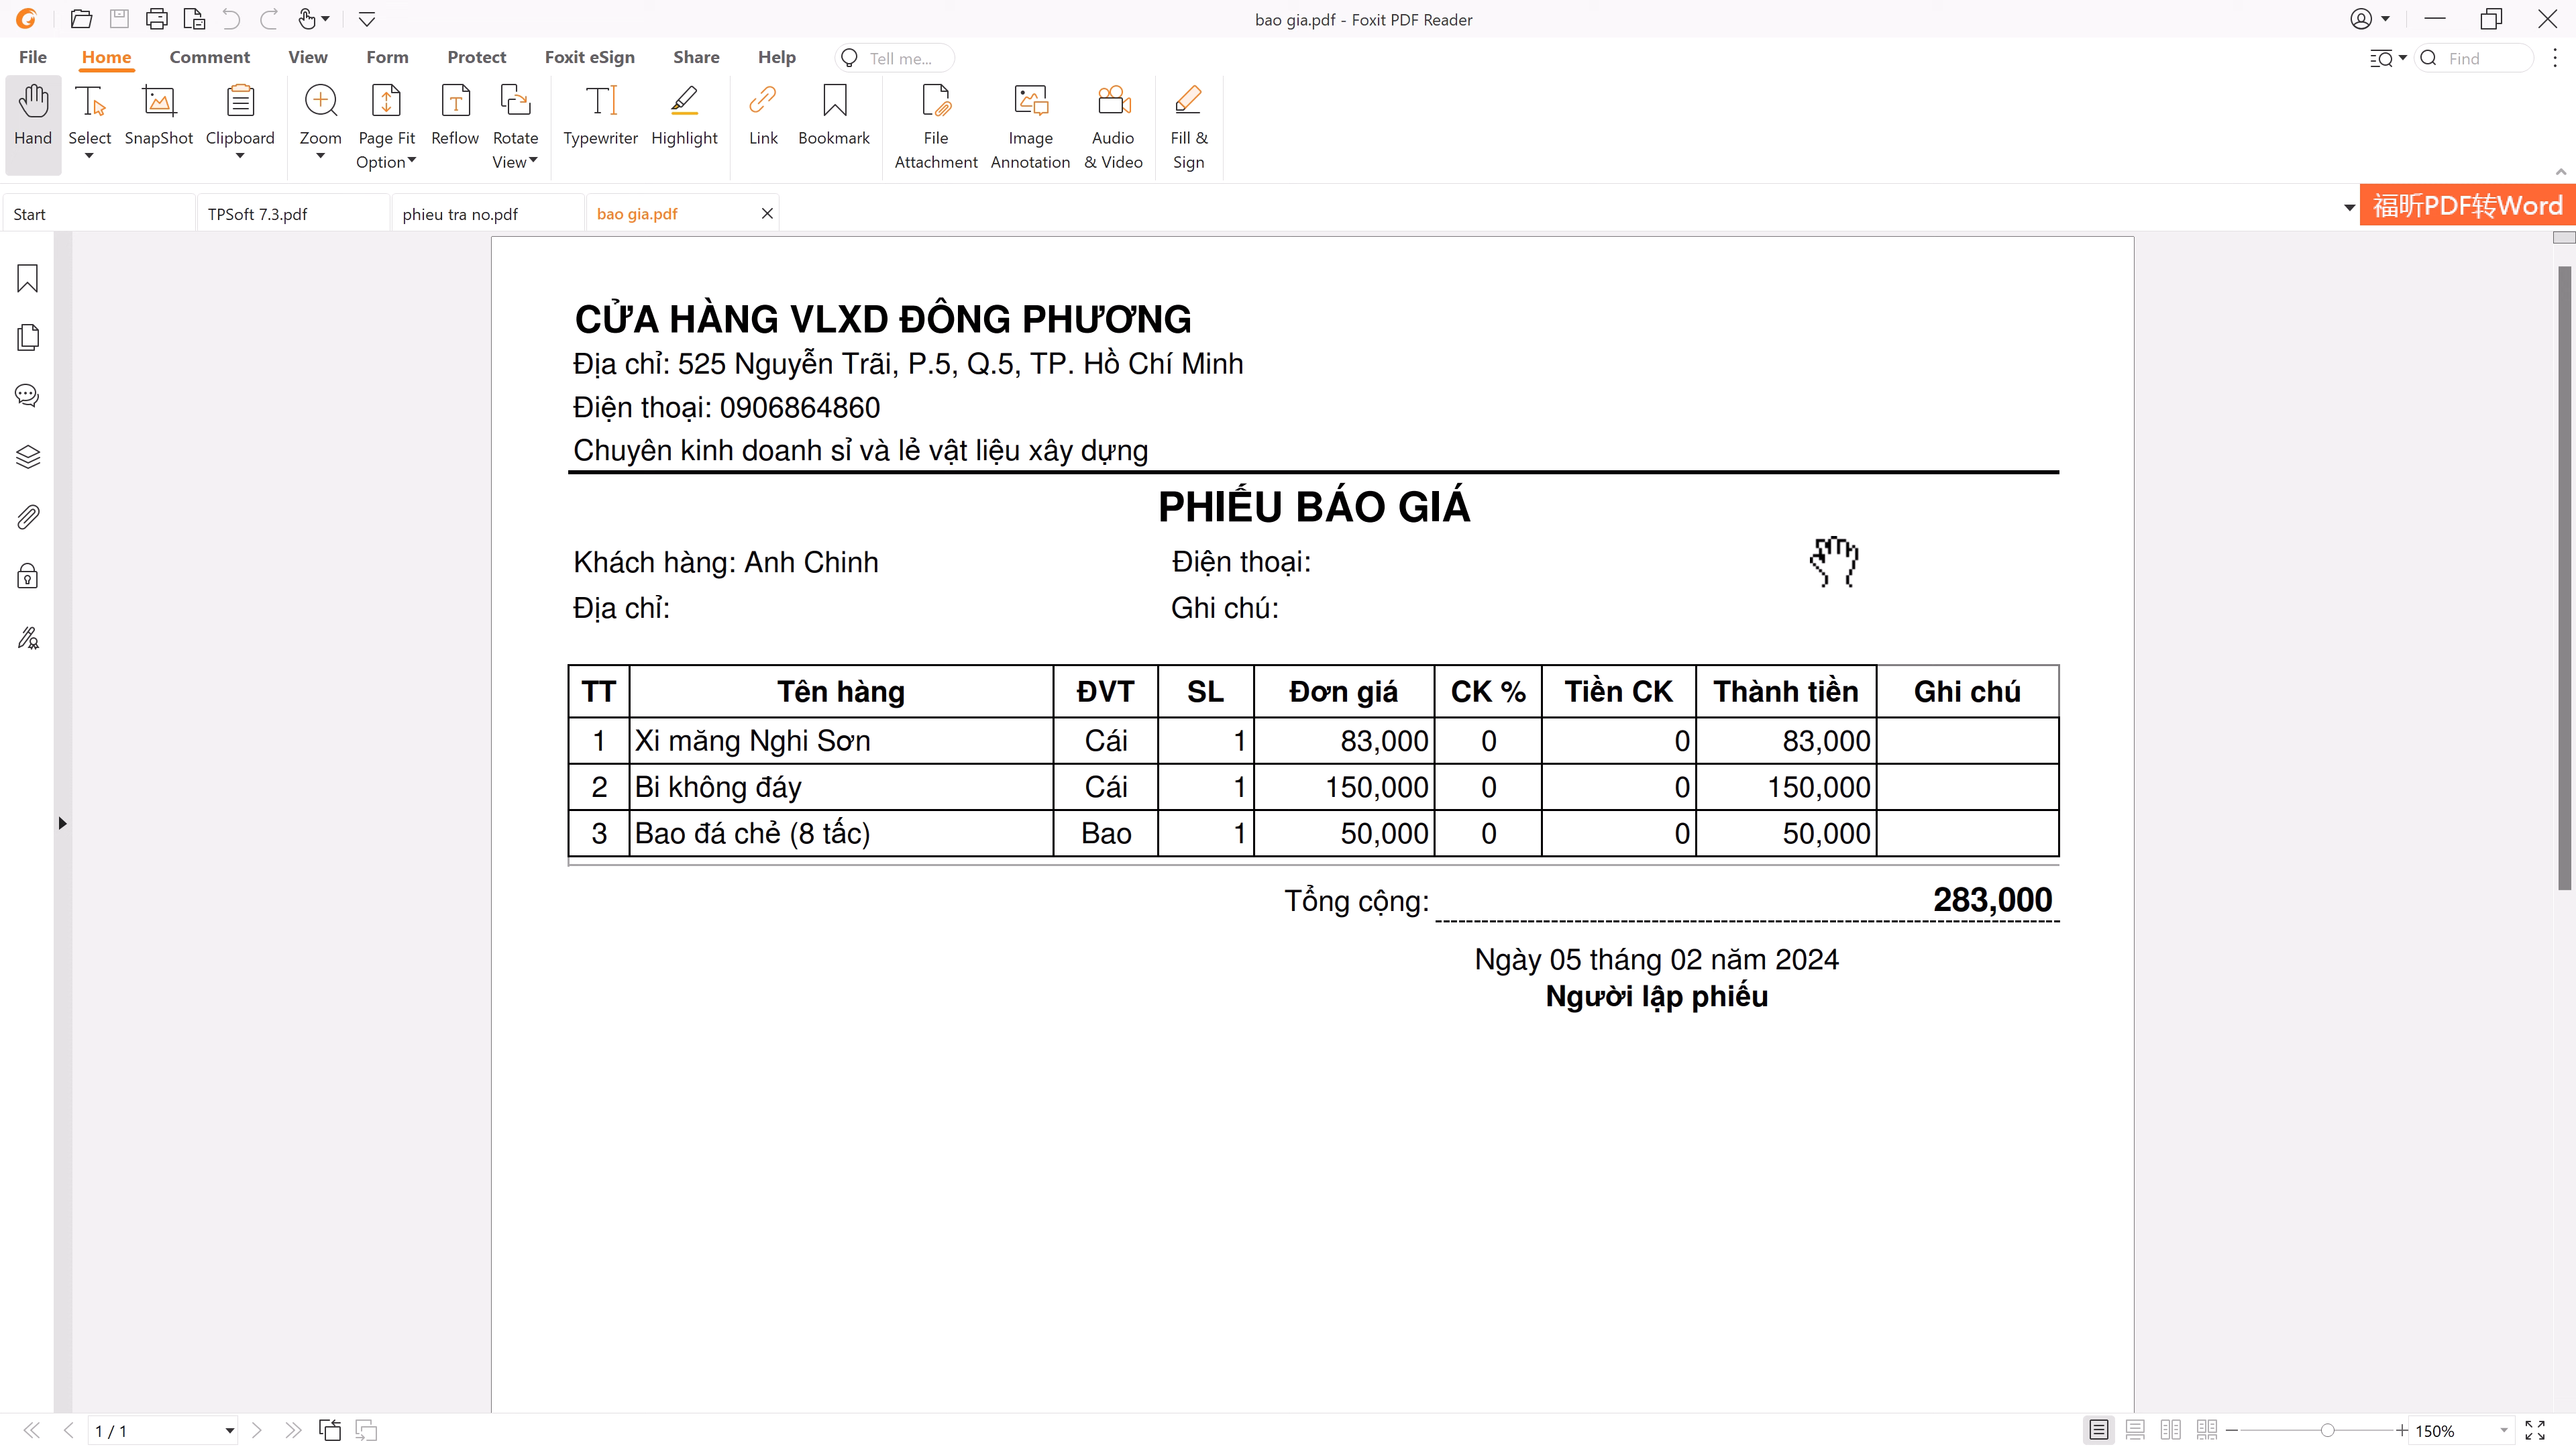 bao gia.pdf - Foxit PDF Reader
File Home Comment View Form Protect Foxit eSign Share Help Tell me... Find
Hand Select SnapShot Clipboard Zoom Page Fit Option Reflow Rotate View Typewriter Highlight Link Bookmark File Attachment Image Annotation Audio & Video Fill & Sign
Start TPSoft 7.3.pdf phieu tra no.pdf bao gia.pdf 福昕PDF转Word
CỬA HÀNG VLXD ĐÔNG PHƯƠNG
Địa chỉ: 525 Nguyễn Trãi, P.5, Q.5, TP. Hồ Chí Minh
Điện thoại: 0906864860
Chuyên kinh doanh sỉ và lẻ vật liệu xây dựng
PHIẾU BÁO GIÁ
Khách hàng: Anh Chinh Điện thoại:
Địa chỉ: Ghi chú:
TT Tên hàng ĐVT SL Đơn giá CK % Tiền CK Thành tiền Ghi chú
1 Xi măng Nghi Sơn Cái 1 83,000 0 0 83,000
2 Bi không đáy Cái 1 150,000 0 0 150,000
3 Bao đá chẻ (8 tấc) Bao 1 50,000 0 0 50,000
Tổng cộng: 283,000
Ngày 05 tháng 02 năm 2024
Người lập phiếu
1 / 1 150%